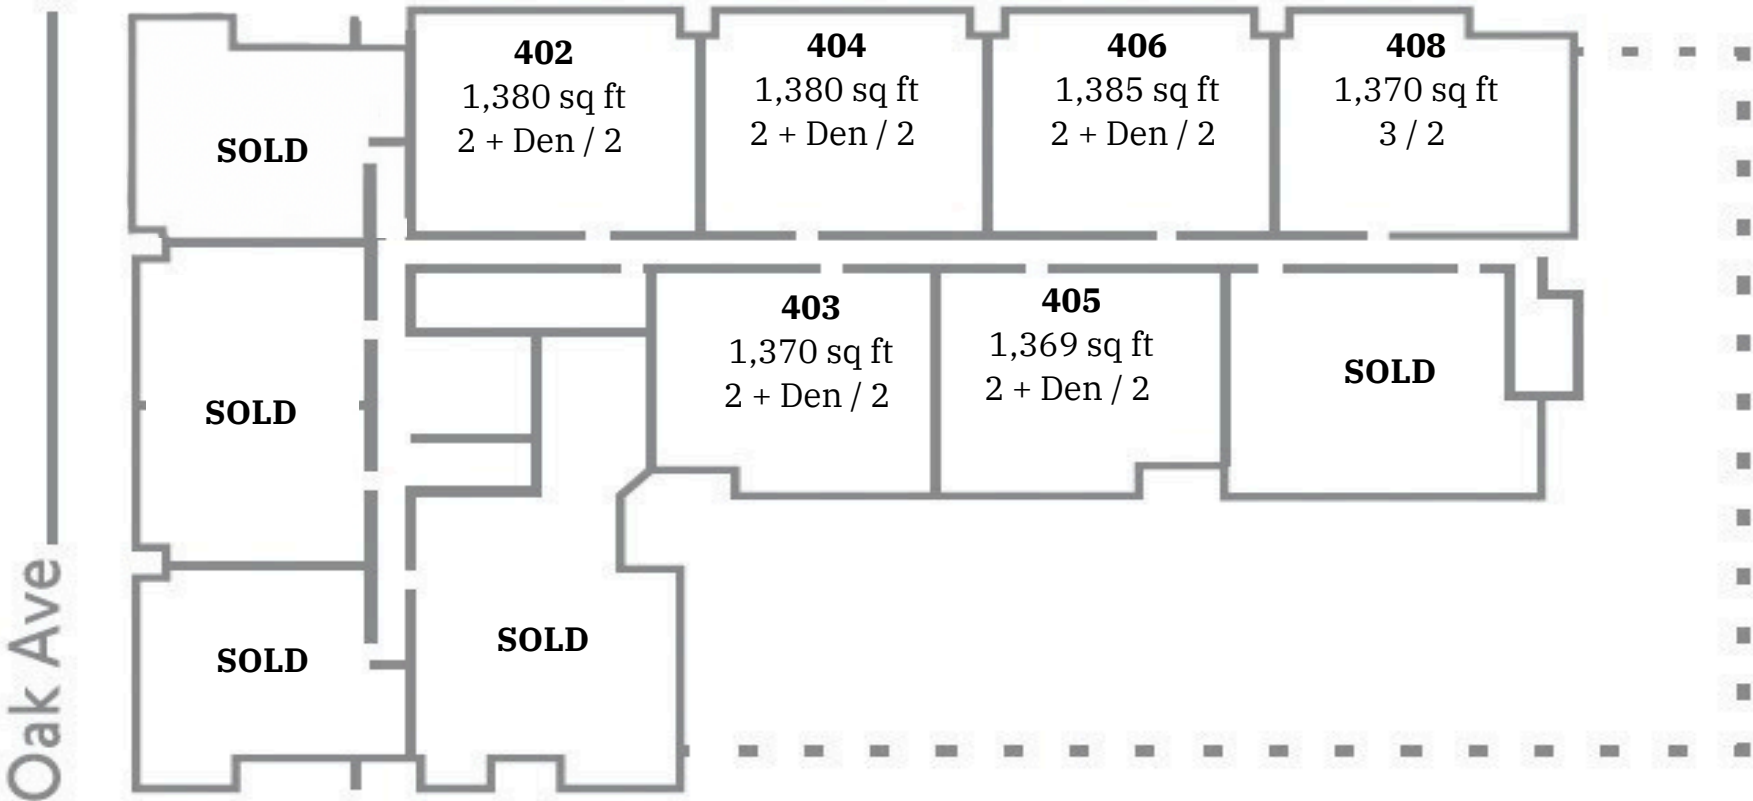 402
1,380 sq ft
2 + Den / 2
404
1,380 sq ft
2 + Den / 2
406
1,385 sq ft
2 + Den / 2
408
1,370 sq ft
3 / 2
SOLD
403
1,370 sq ft
2 + Den / 2
405
1,369 sq ft
2 + Den / 2
SOLD
SOLD
SOLD
SOLD
Oak Ave